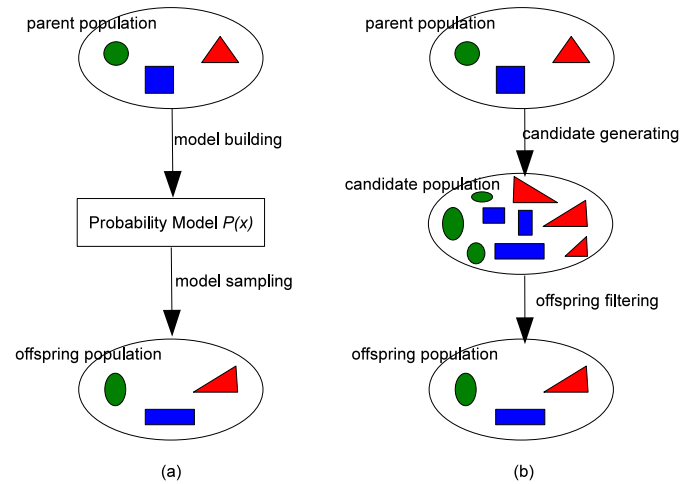 parent population
model building
Probability Model P(x)
model sampling
offspring population
(a)
parent population
candidate generating
candidate population
offspring filtering
offspring population
(b)